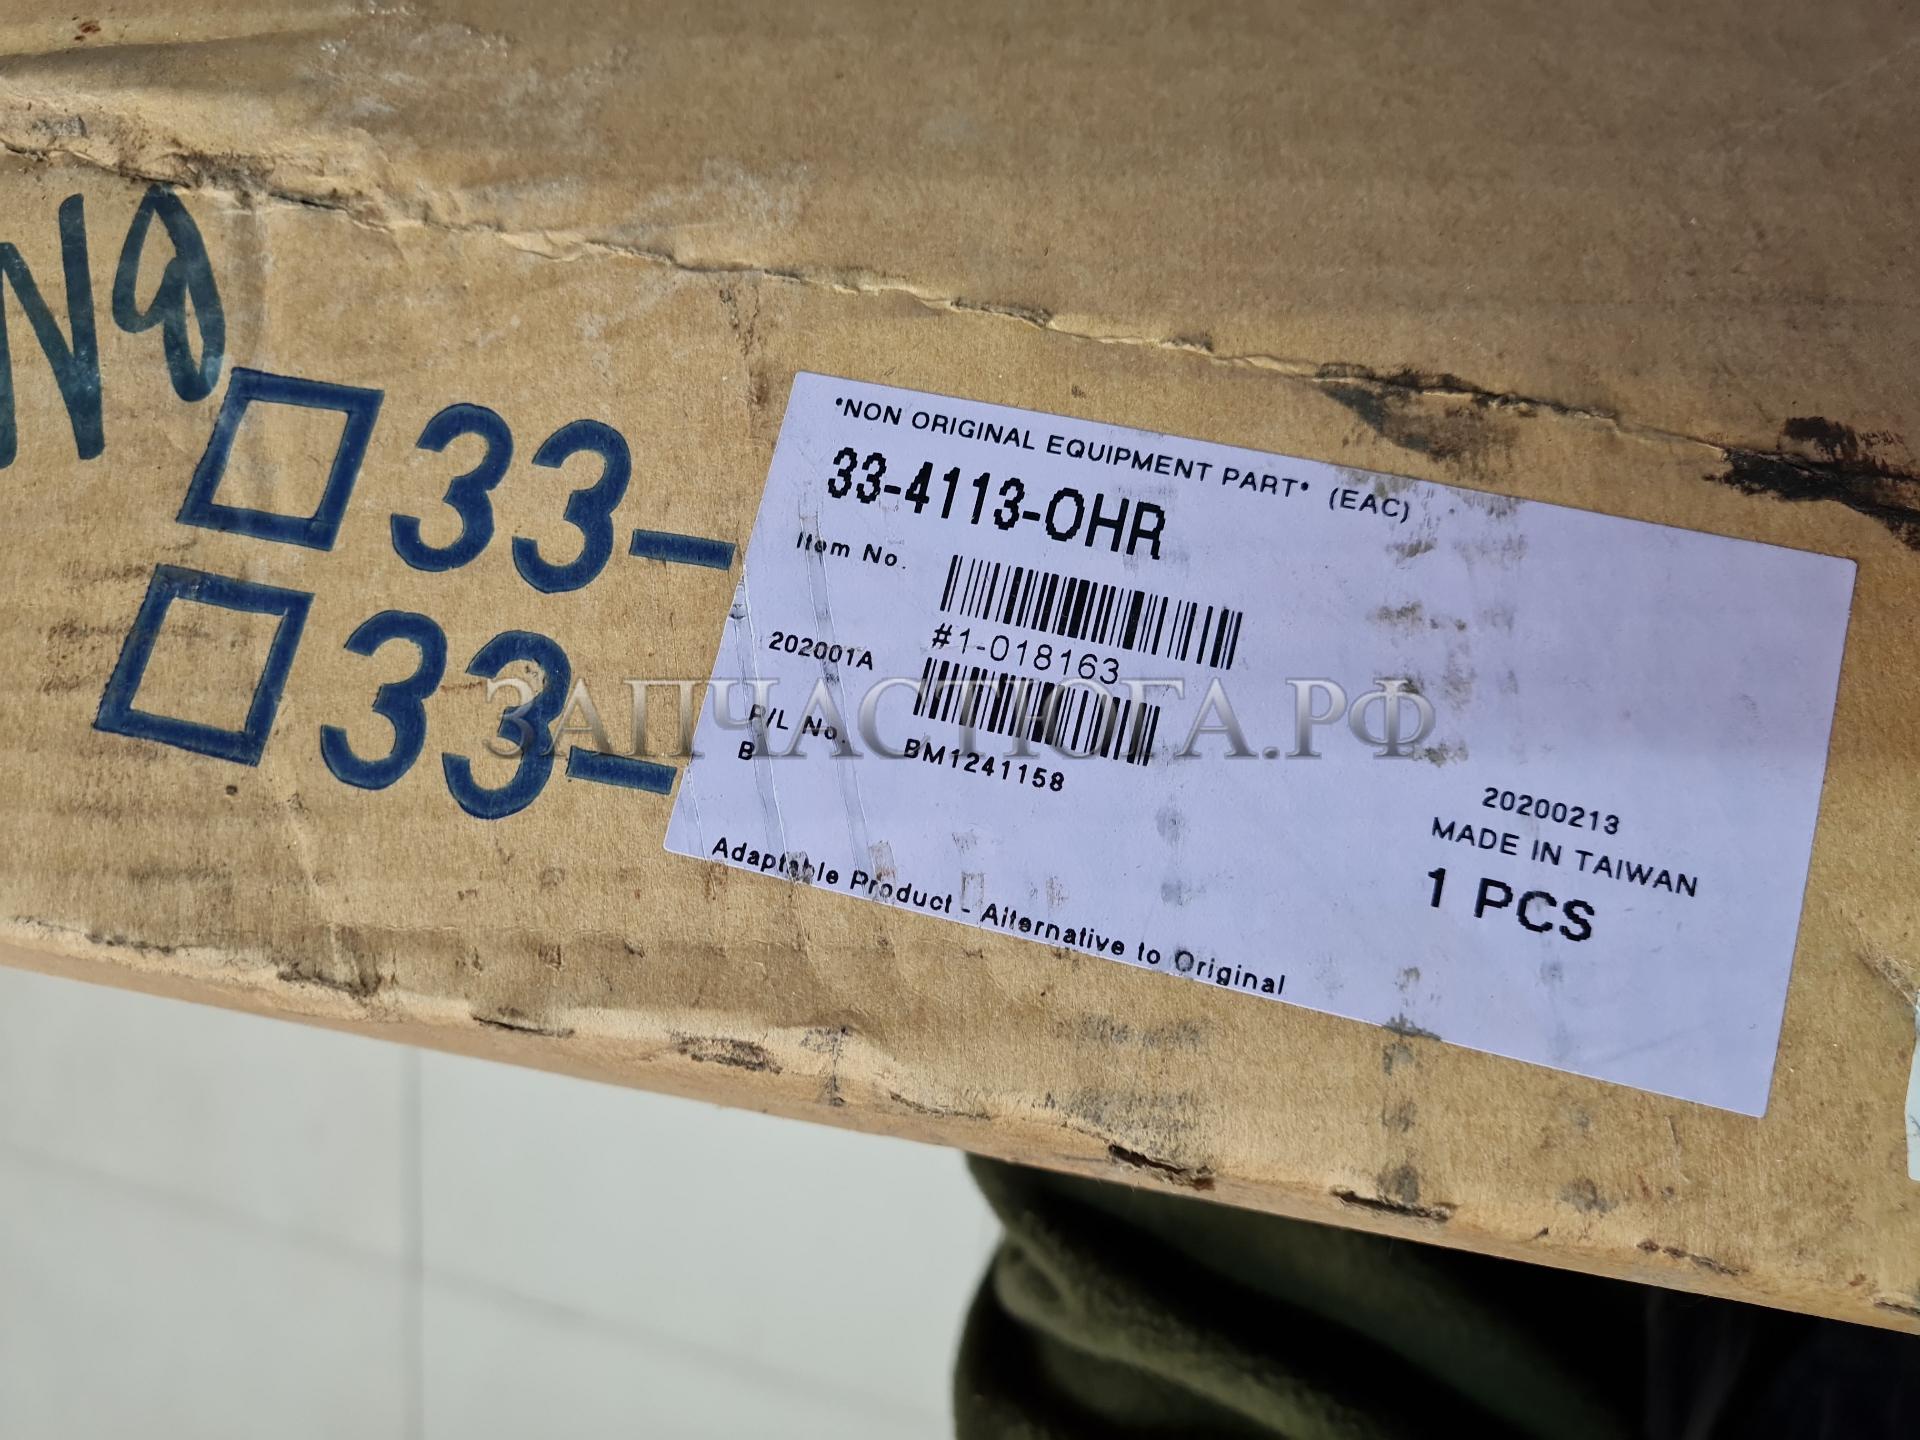 №
33-
33-
*NON ORIGINAL EQUIPMENT PART* (EAC)
33-4113-OHR
Item No.
#1-018163
202001A
P/L No.
B
BM1241158
20200213
MADE IN TAIWAN
1 PCS
Adaptable Product - Alternative to Original
ЗАПЧАСТЮГА.РФ